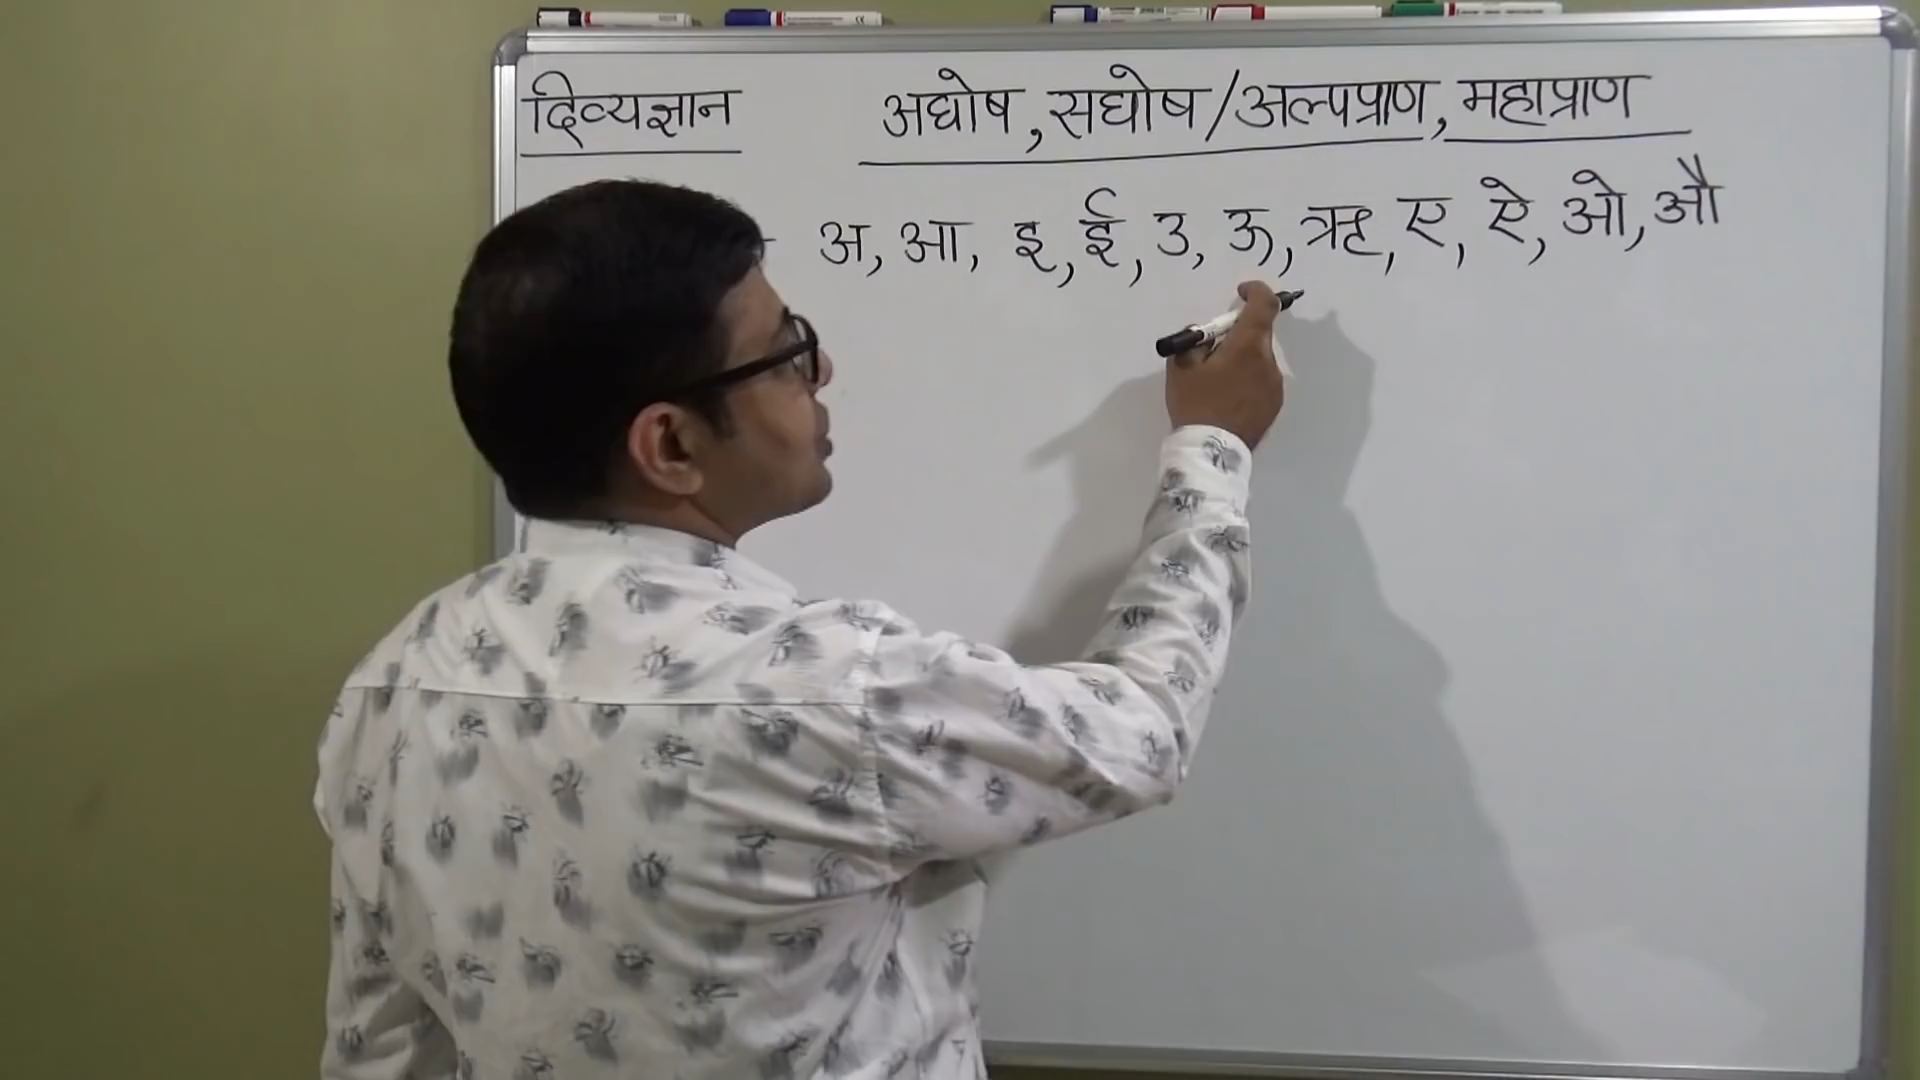 दिव्यज्ञान
अघोष, सघोष/अल्पप्राण, महाप्राण
अ, आ, इ, ई, उ, ऊ, ऋ, ए, ऐ, ओ, औ